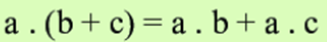 a . (b + c) = a . b + a . c